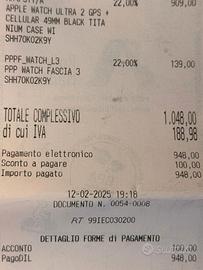 22,00% 909,00
APPLE WATCH ULTRA 2 GPS +
CELLULAR 49MM BLACK TITA
NIUM CASE WI
SHH70K02K9Y
PPPF_WATCH_L3 22,00% 139,00
PPP WATCH FASCIA 3
SHH70K02K9Y
TOTALE COMPLESSIVO 1.048,00
di cui IVA 188,98
Pagamento elettronico 948,00
Sconto a pagare 100,00
Importo pagato 948,00
12-02-2025 19:18
DOCUMENTO N. 0054-0008
RT 99IEC030200
DETTAGLIO FORME di PAGAMENTO
ACCONTO 100,00
PagoDIL 948,00